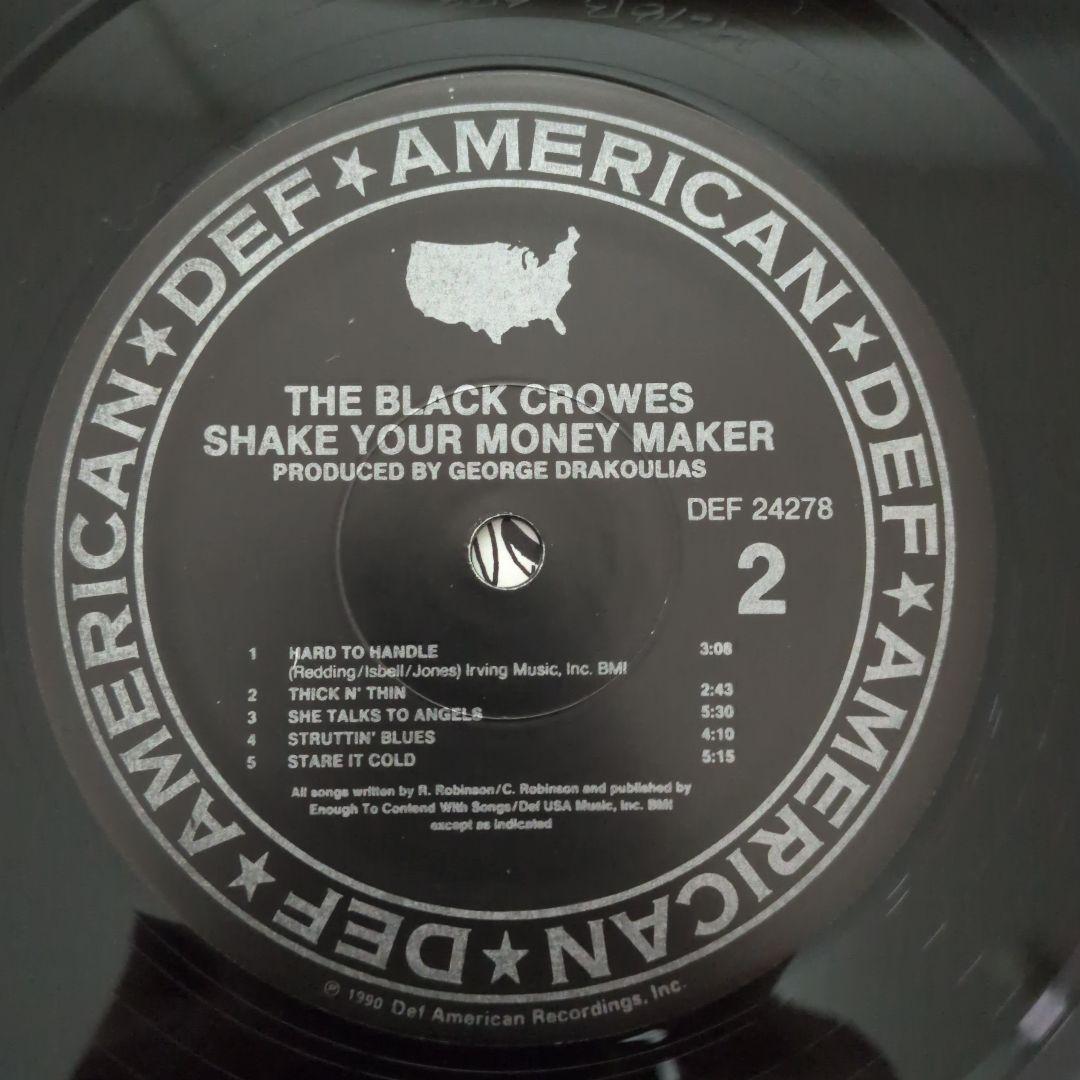 DEF ★ AMERICAN ★ DEF ★ AMERICAN ★ DEF ★ AMERICAN ★
THE BLACK CROWES
SHAKE YOUR MONEY MAKER
PRODUCED BY GEORGE DRAKOULIAS
DEF 24278
2
1 HARD TO HANDLE 3:08
(Redding/Isbell/Jones) Irving Music, Inc. BMI
2 THICK N' THIN 2:43
3 SHE TALKS TO ANGELS 5:30
4 STRUTTIN' BLUES 4:10
5 STARE IT COLD 5:15
All songs written by R. Robinson/C. Robinson and published by
Enough To Contend With Songs/Def USA Music, Inc. BMI
except as indicated
℗ 1990 Def American Recordings, Inc.